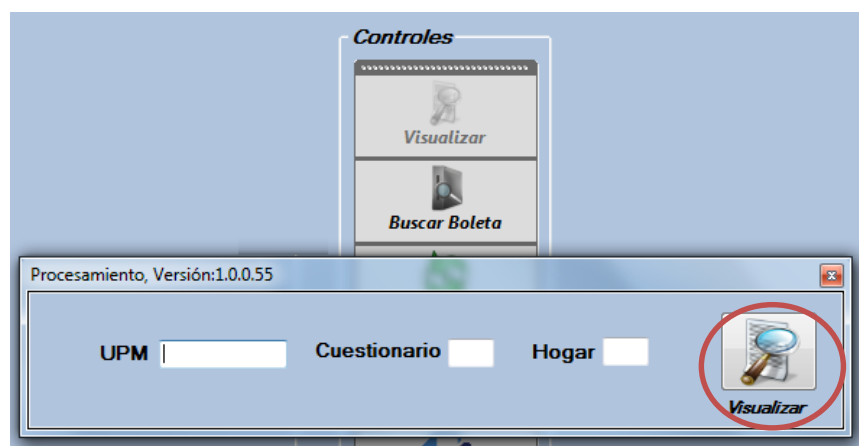 Controles
Visualizar
Buscar Boleta
Procesamiento, Versión:1.0.0.55
UPM Cuestionario Hogar
Visualizar